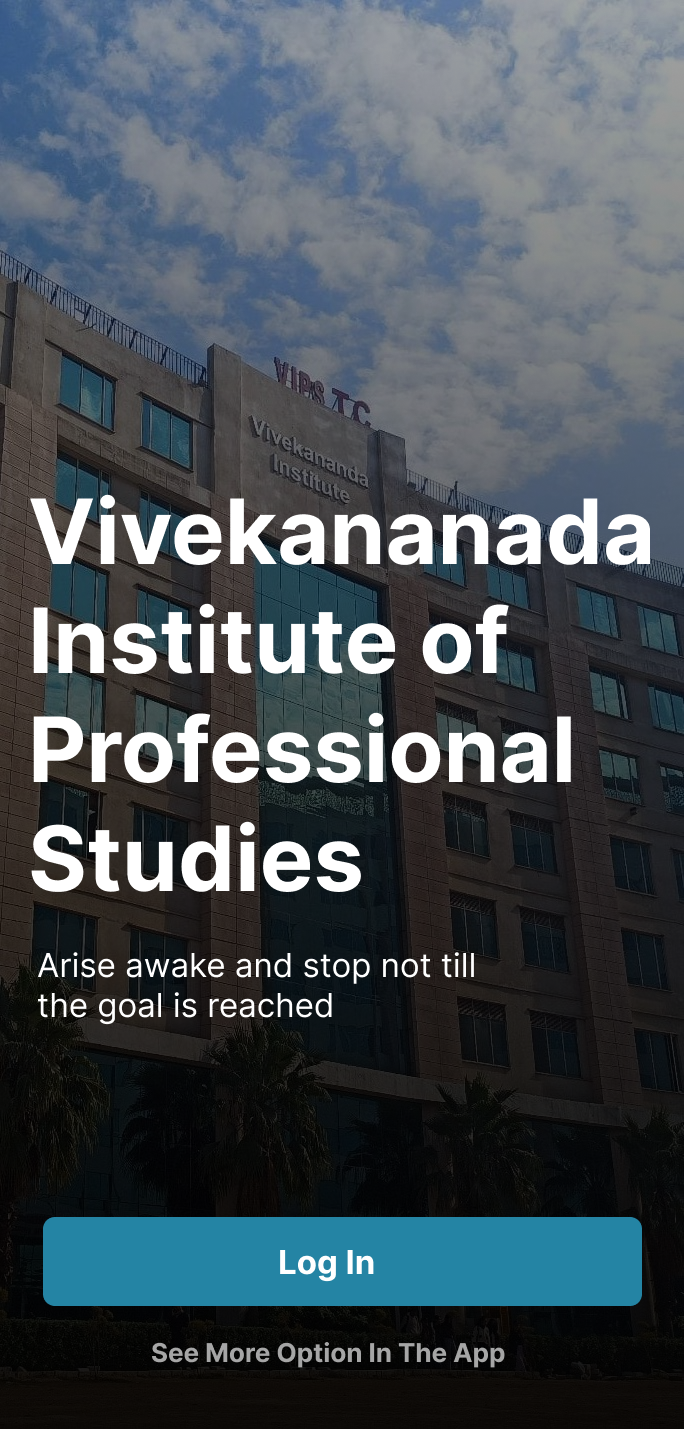 VIPS TC
Vivekananda
Institute
Vivekananada
Institute of
Professional
Studies
Arise awake and stop not till
the goal is reached
Log In
See More Option In The App